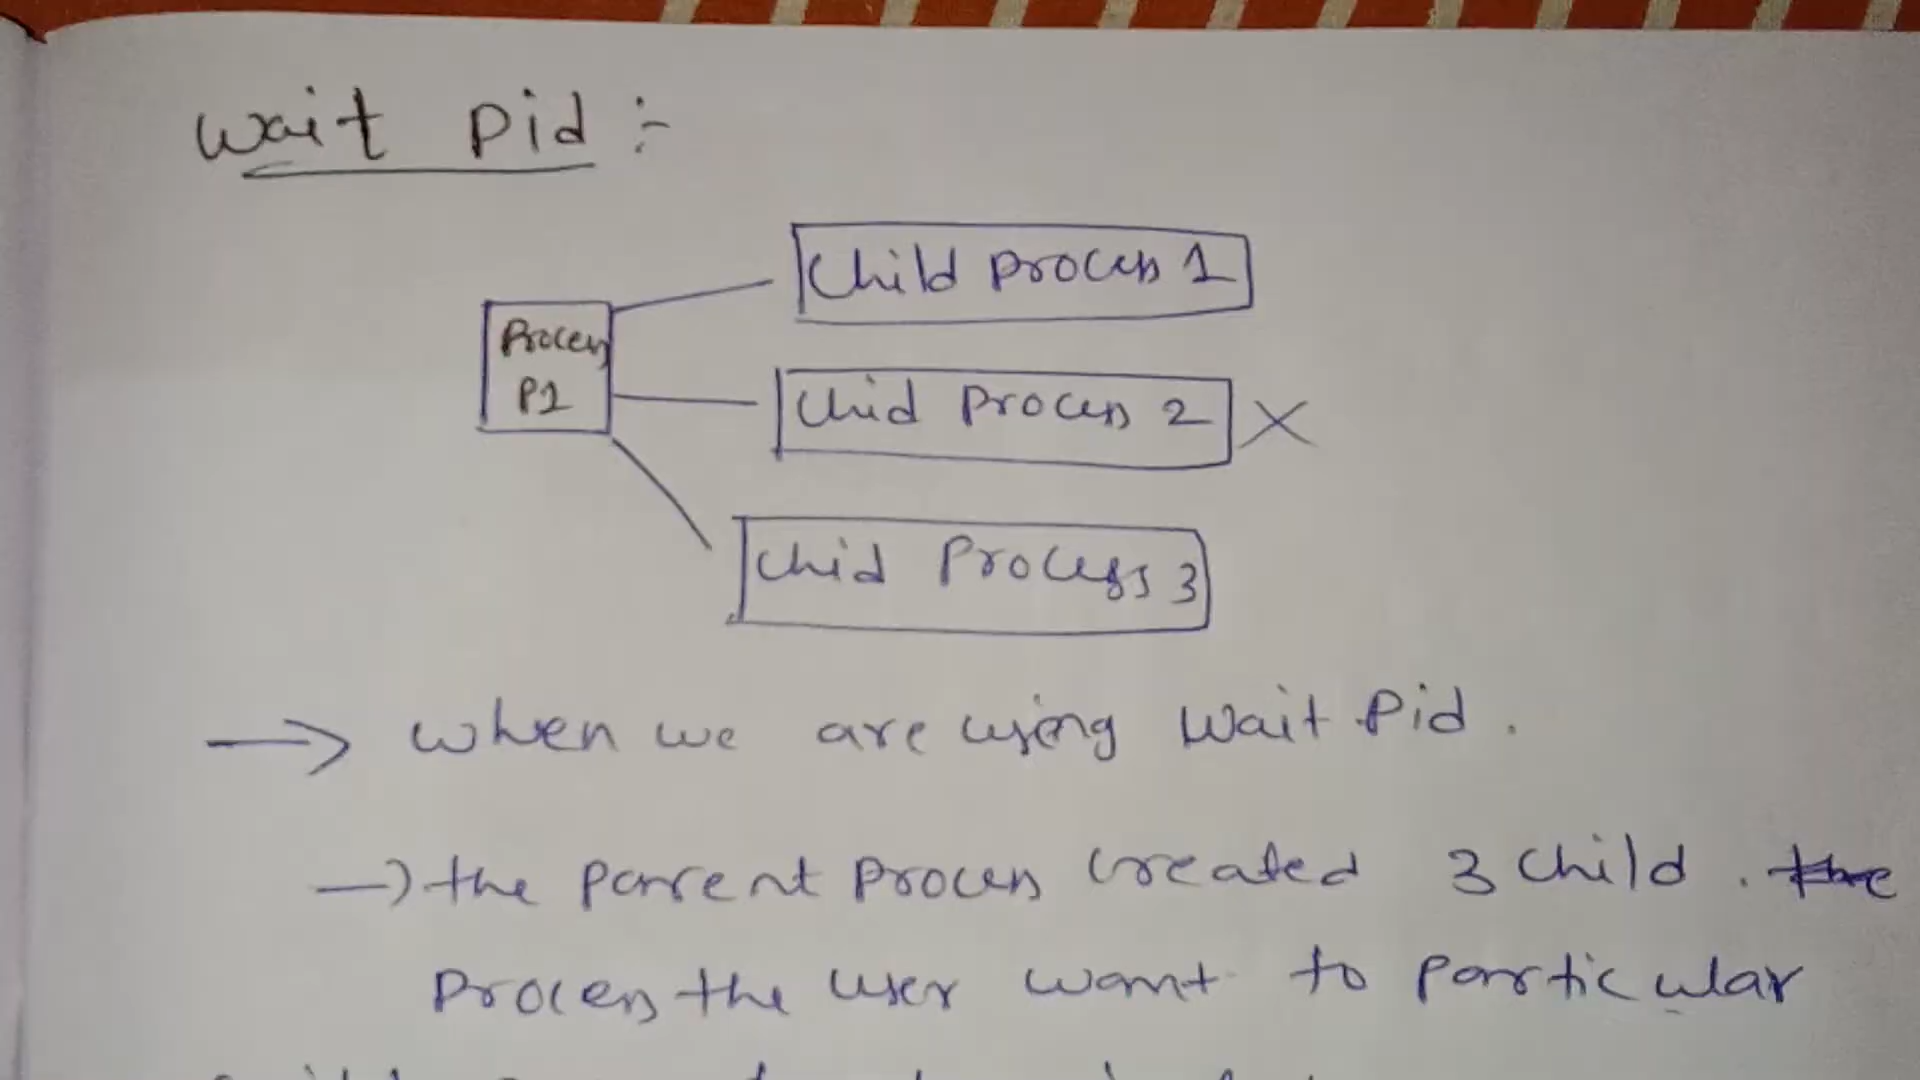 wait pid :-
Child process 1
Process
P1
Chid Process 2 X
Chid Process 3
→ when we are using wait pid.
→ the parent process created 3 child. the
Process the user want to particular